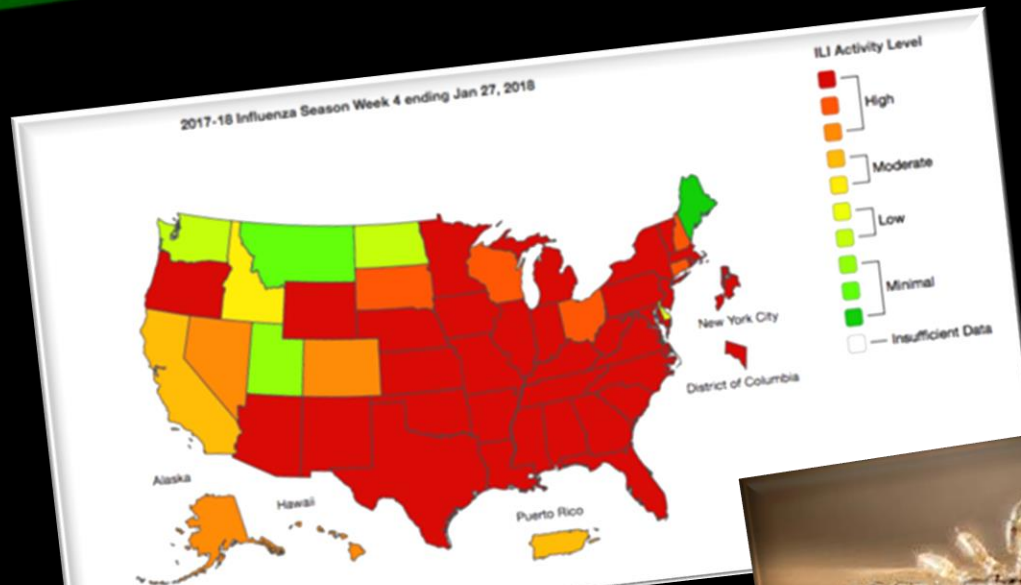 2017-18 Influenza Season Week 4 ending Jan 27, 2018
ILI Activity Level
High
Moderate
Low
Minimal
Insufficient Data
New York City
District of Columbia
Alaska
Hawaii
Puerto Rico